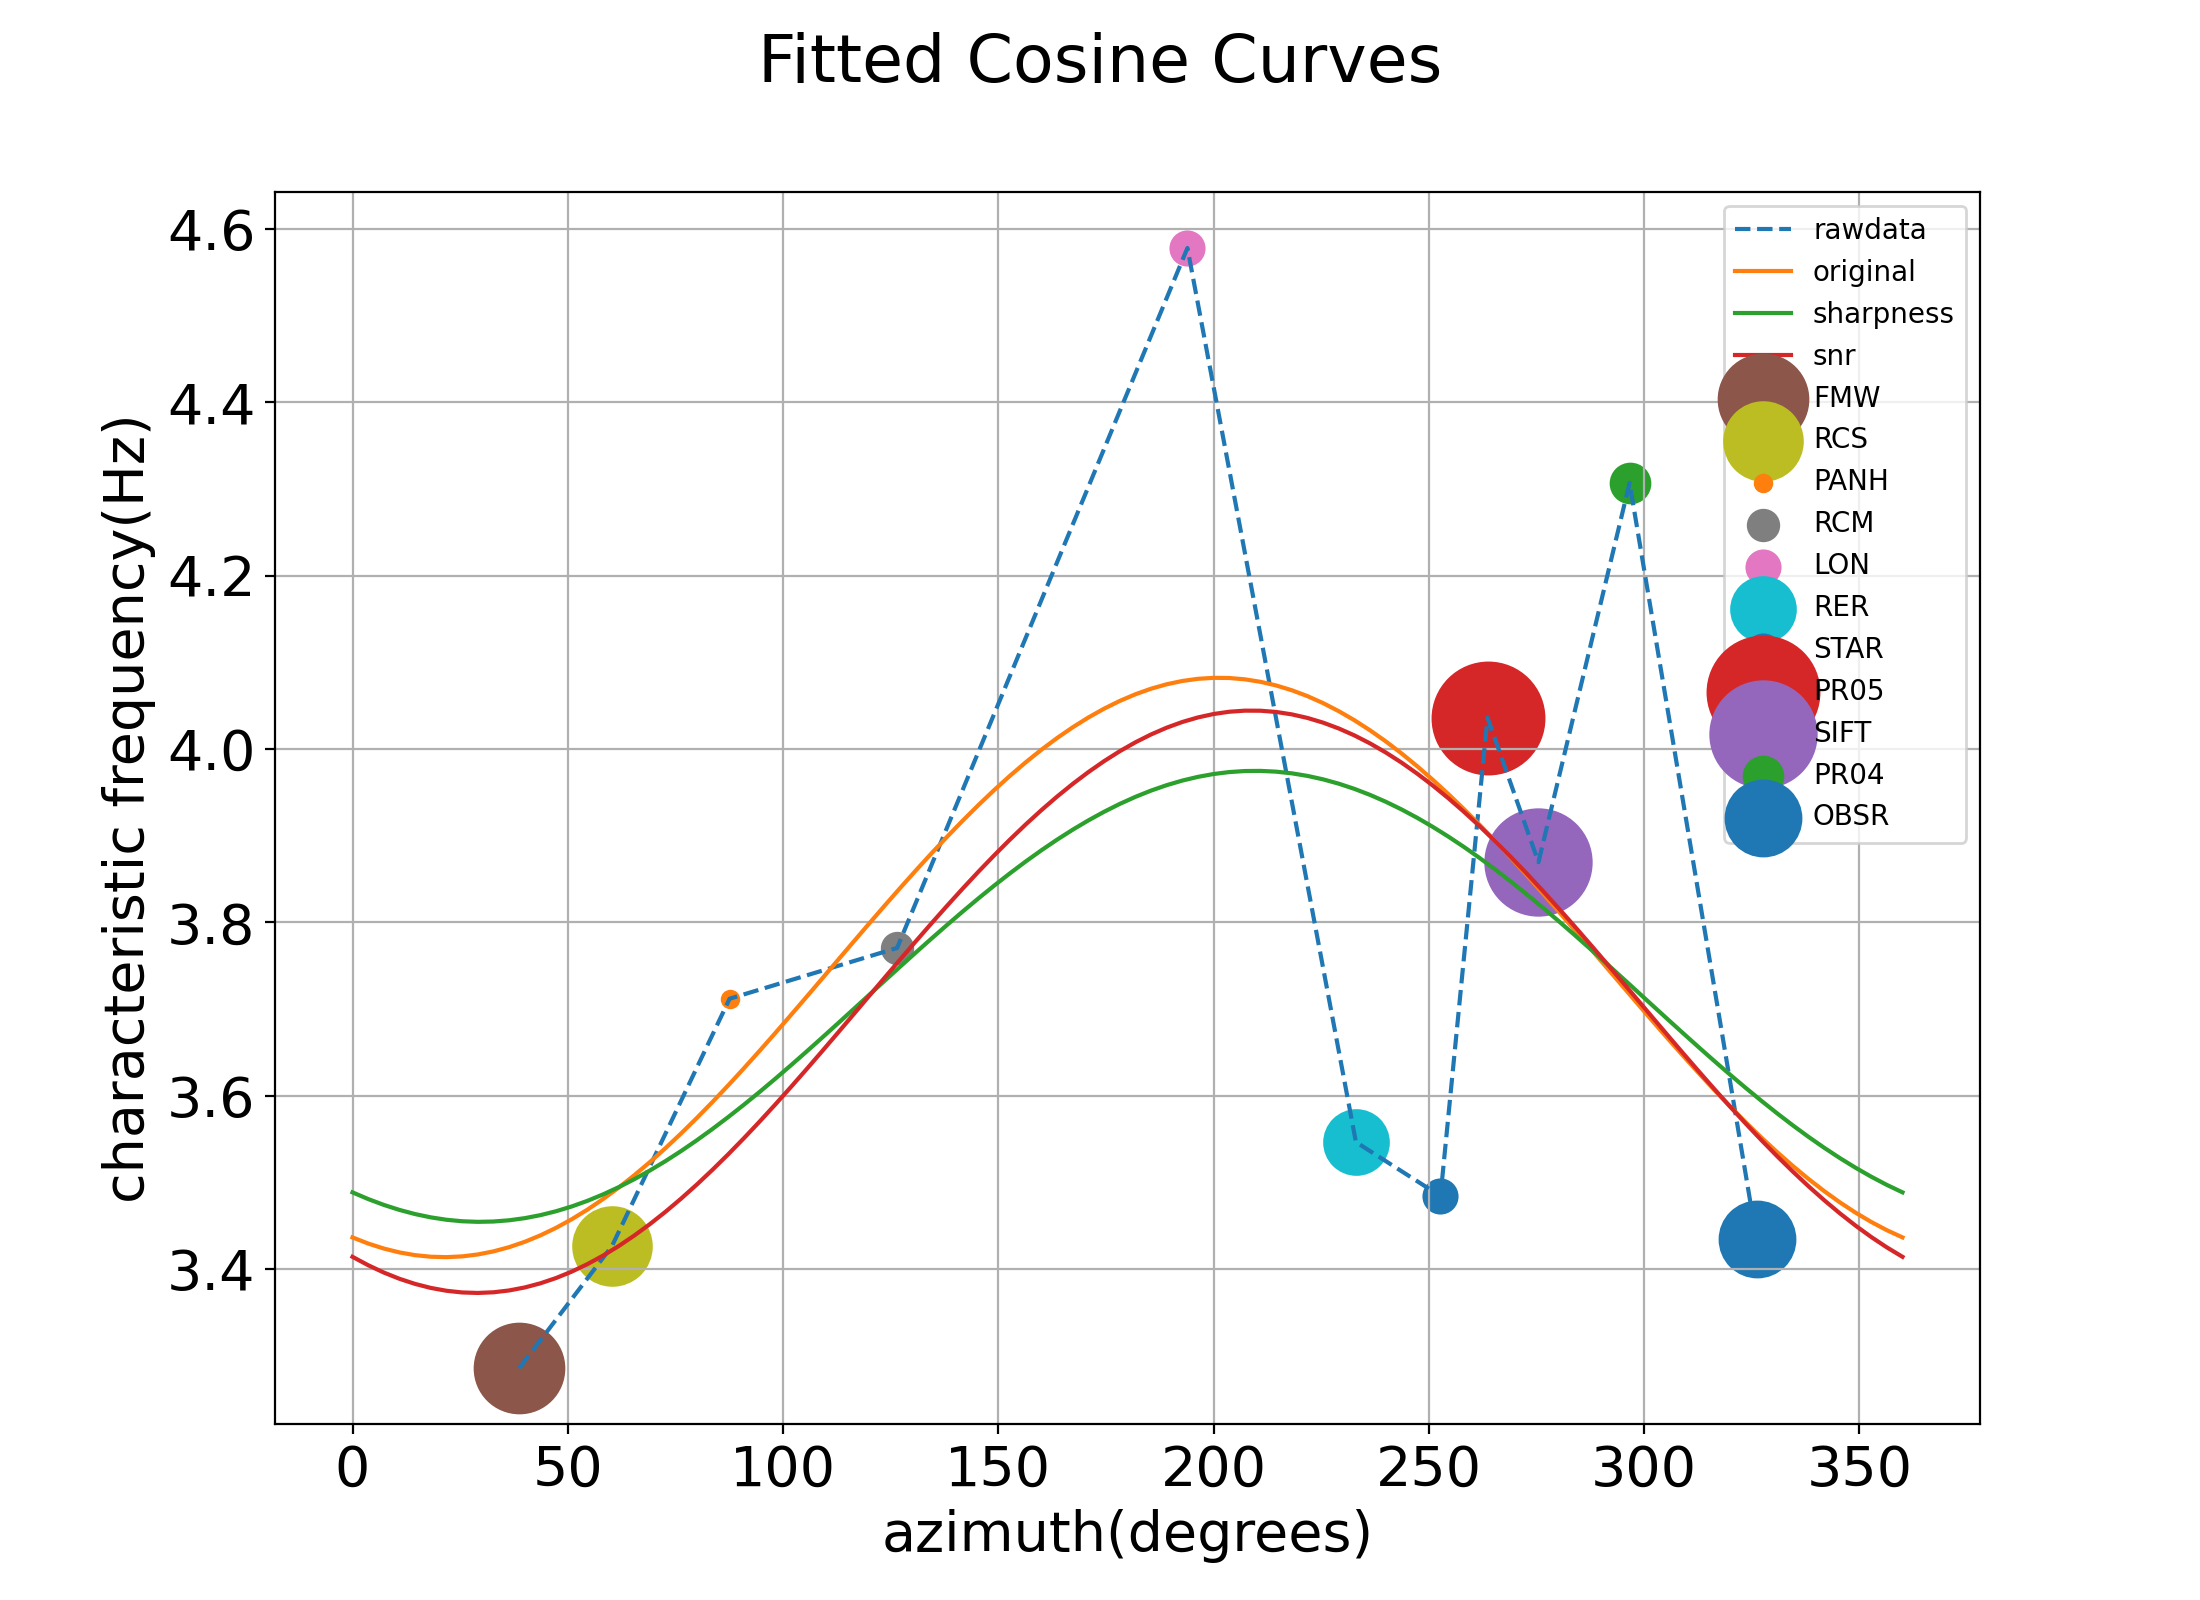 Fitted Cosine Curves
characteristic frequency(Hz)
4.6
4.4
4.2
4.0
3.8
3.6
3.4
0 50 100 150 200 250 300 350
azimuth(degrees)
rawdata
original
sharpness
snr
FMW
RCS
PANH
RCM
LON
RER
STAR
PR05
SIFT
PR04
OBSR